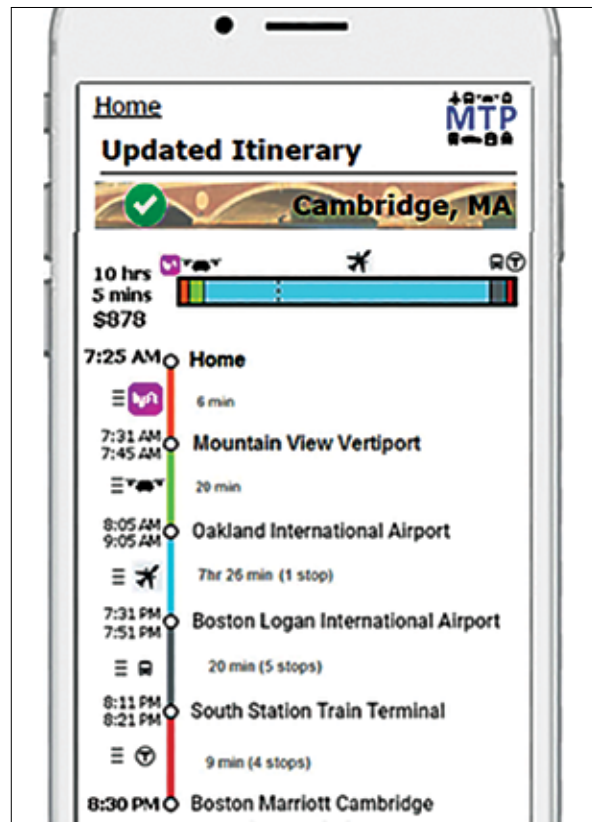 Home
MTP
Updated Itinerary
Cambridge, MA
10 hrs
5 mins
$878
7:25 AM Home
lyft 6 min
7:31 AM
7:45 AM Mountain View Vertiport
20 min
8:05 AM
9:05 AM Oakland International Airport
7hr 26 min (1 stop)
7:31 PM
7:51 PM Boston Logan International Airport
20 min (5 stops)
8:11 PM
8:21 PM South Station Train Terminal
T 9 min (4 stops)
8:30 PM Boston Marriott Cambridge